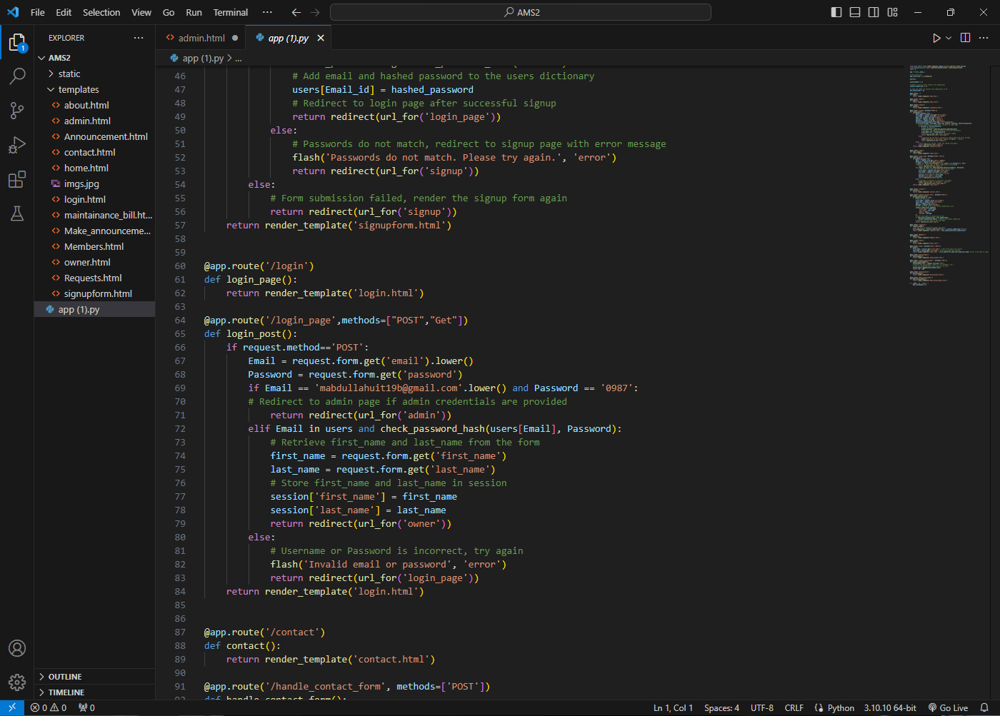 File Edit Selection View Go Run Terminal ··· AMS2
EXPLORER ···
AMS2
static
templates
about.html
admin.html
Announcement.html
contact.html
home.html
imgs.jpg
login.html
maintainance_bill.ht...
Make_announceme...
Members.html
owner.html
Requests.html
signupform.html
app (1).py
OUTLINE
TIMELINE
1
admin.html app (1).py
app (1).py > ...
46 # Add email and hashed password to the users dictionary
47 users[Email_id] = hashed_password
48 # Redirect to login page after successful signup
49 return redirect(url_for('login_page'))
50 else:
51 # Passwords do not match, redirect to signup page with error message
52 flash('Passwords do not match. Please try again.', 'error')
53 return redirect(url_for('signup'))
54 else:
55 # Form submission failed, render the signup form again
56 return redirect(url_for('signup'))
57 return render_template('signupform.html')
58
59
60 @app.route('/login')
61 def login_page():
62 return render_template('login.html')
63
64 @app.route('/login_page',methods=["POST","Get"])
65 def login_post():
66 if request.method=='POST':
67 Email = request.form.get('email').lower()
68 Password = request.form.get('password')
69 if Email == 'mabdullahuit19b@gmail.com'.lower() and Password == '0987':
70 # Redirect to admin page if admin credentials are provided
71 return redirect(url_for('admin'))
72 elif Email in users and check_password_hash(users[Email], Password):
73 # Retrieve first_name and last_name from the form
74 first_name = request.form.get('first_name')
75 last_name = request.form.get('last_name')
76 # Store first_name and last_name in session
77 session['first_name'] = first_name
78 session['last_name'] = last_name
79 return redirect(url_for('owner'))
80 else:
81 # Username or Password is incorrect, try again
82 flash('Invalid email or password', 'error')
83 return redirect(url_for('login_page'))
84 return render_template('login.html')
85
86
87 @app.route('/contact')
88 def contact():
89 return render_template('contact.html')
90
91 @app.route('/handle_contact_form', methods=['POST'])
92 def handle_contact_form():
0 0 0 Ln 1, Col 1 Spaces: 4 UTF-8 CRLF Python 3.10.10 64-bit Go Live